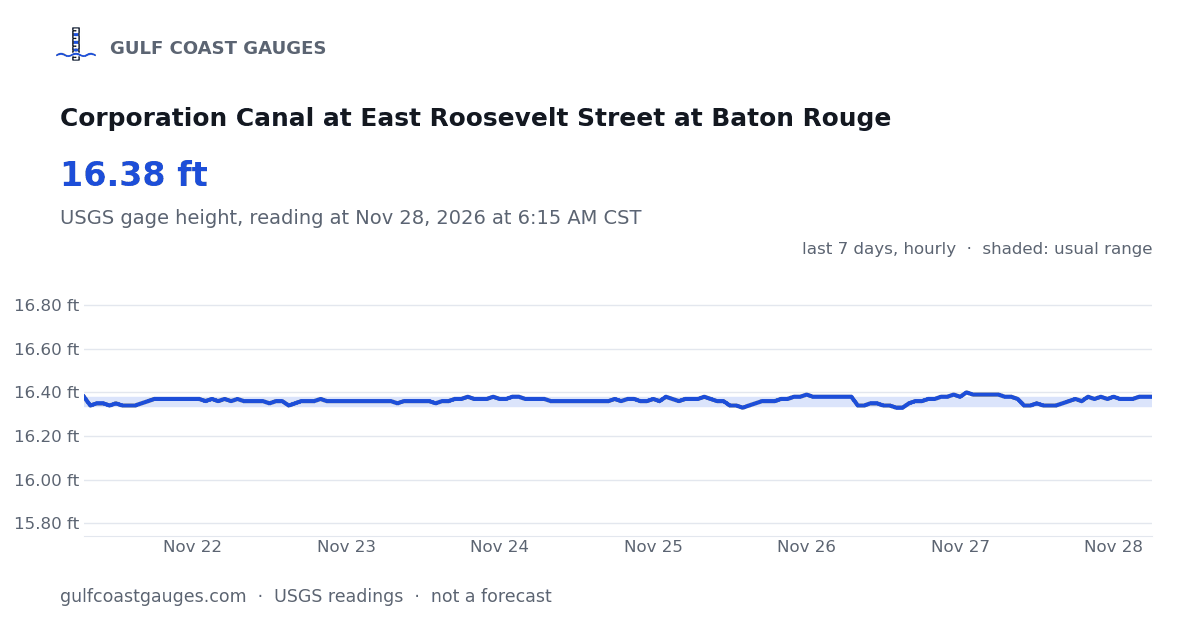 GULF COAST GAUGES
Corporation Canal at East Roosevelt Street at Baton Rouge
16.38 ft
USGS gage height, reading at Nov 28, 2026 at 6:15 AM CST
last 7 days, hourly · shaded: usual range
16.80 ft
16.60 ft
16.40 ft
16.20 ft
16.00 ft
15.80 ft
Nov 22 Nov 23 Nov 24 Nov 25 Nov 26 Nov 27 Nov 28
gulfcoastgauges.com · USGS readings · not a forecast